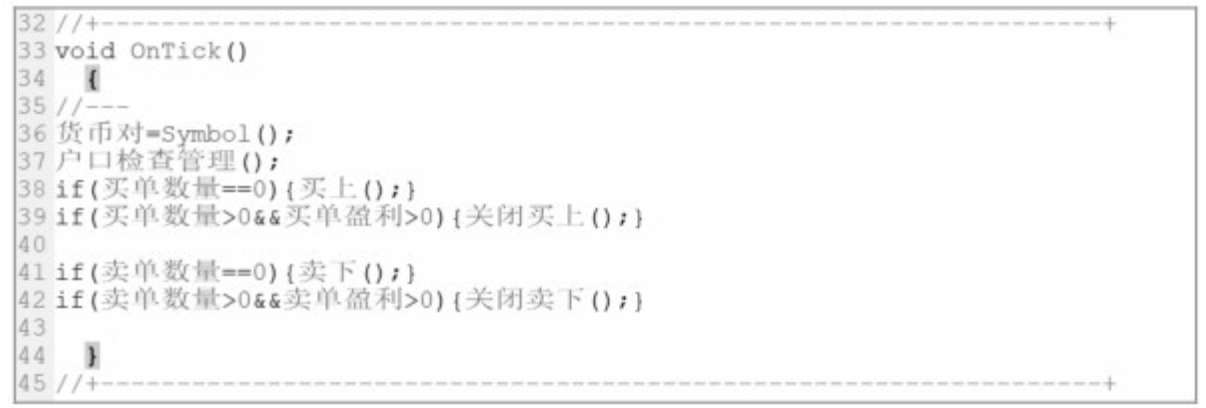 32 //+------------------------------------------------------------------+
33 void OnTick()
34   {
35 //---
36 货币对=Symbol();
37 户口检查管理();
38 if(买单数量==0){买上();}
39 if(买单数量>0&&买单盈利>0){关闭买上();}
40
41 if(卖单数量==0){卖下();}
42 if(卖单数量>0&&卖单盈利>0){关闭卖下();}
43
44   }
45 //+------------------------------------------------------------------+